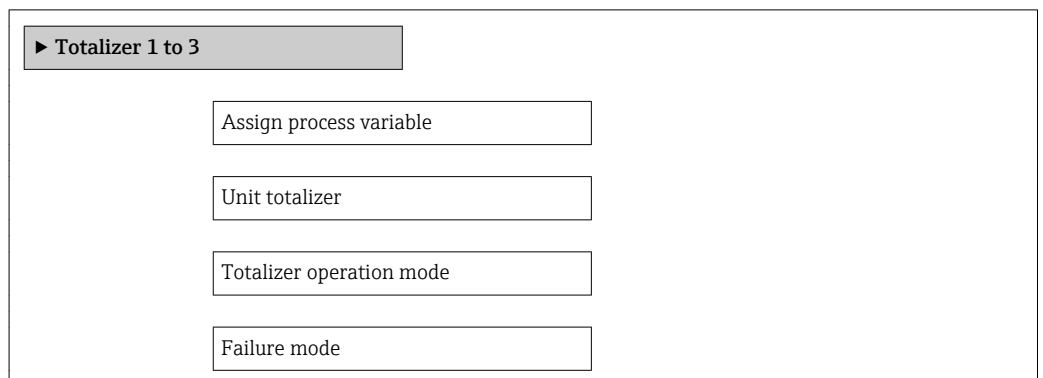 ▶ Totalizer 1 to 3
Assign process variable
Unit totalizer
Totalizer operation mode
Failure mode